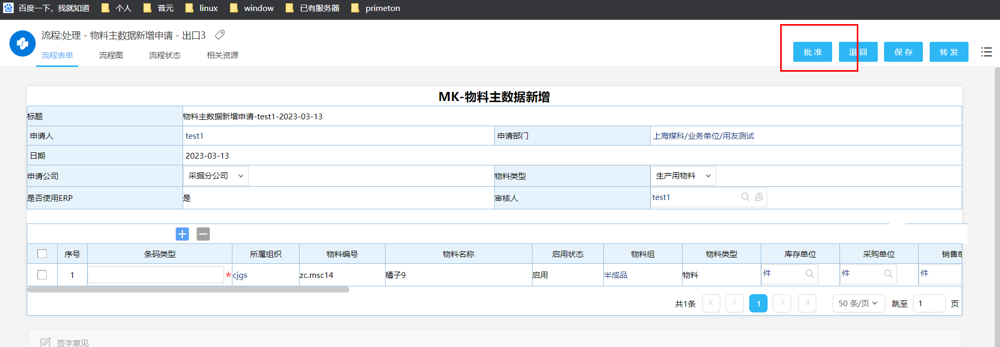 百度一下，我就知道 个人 普元 linux window 已有服务器 primeton
流程:处理 - 物料主数据新增申请 - 出口3
流程表单 流程图 流程状态 相关资源
批准 退回 保存 转发
MK-物料主数据新增
标题 物料主数据新增申请-test1-2023-03-13
申请人 test1 申请部门 上海煤科/业务单位/用友测试
日期 2023-03-13
申请公司 采掘分公司 物料类型 生产用物料
是否使用ERP 是 审核人 test1
序号 条码类型 所属组织 物料编号 物料名称 启用状态 物料组 物料类型 库存单位 采购单位 销售单
1 * cjgs zc.msc14 橘子9 启用 半成品 物料 件 件 件
共1条 1 50 条/页 跳至 1 页
签字意见